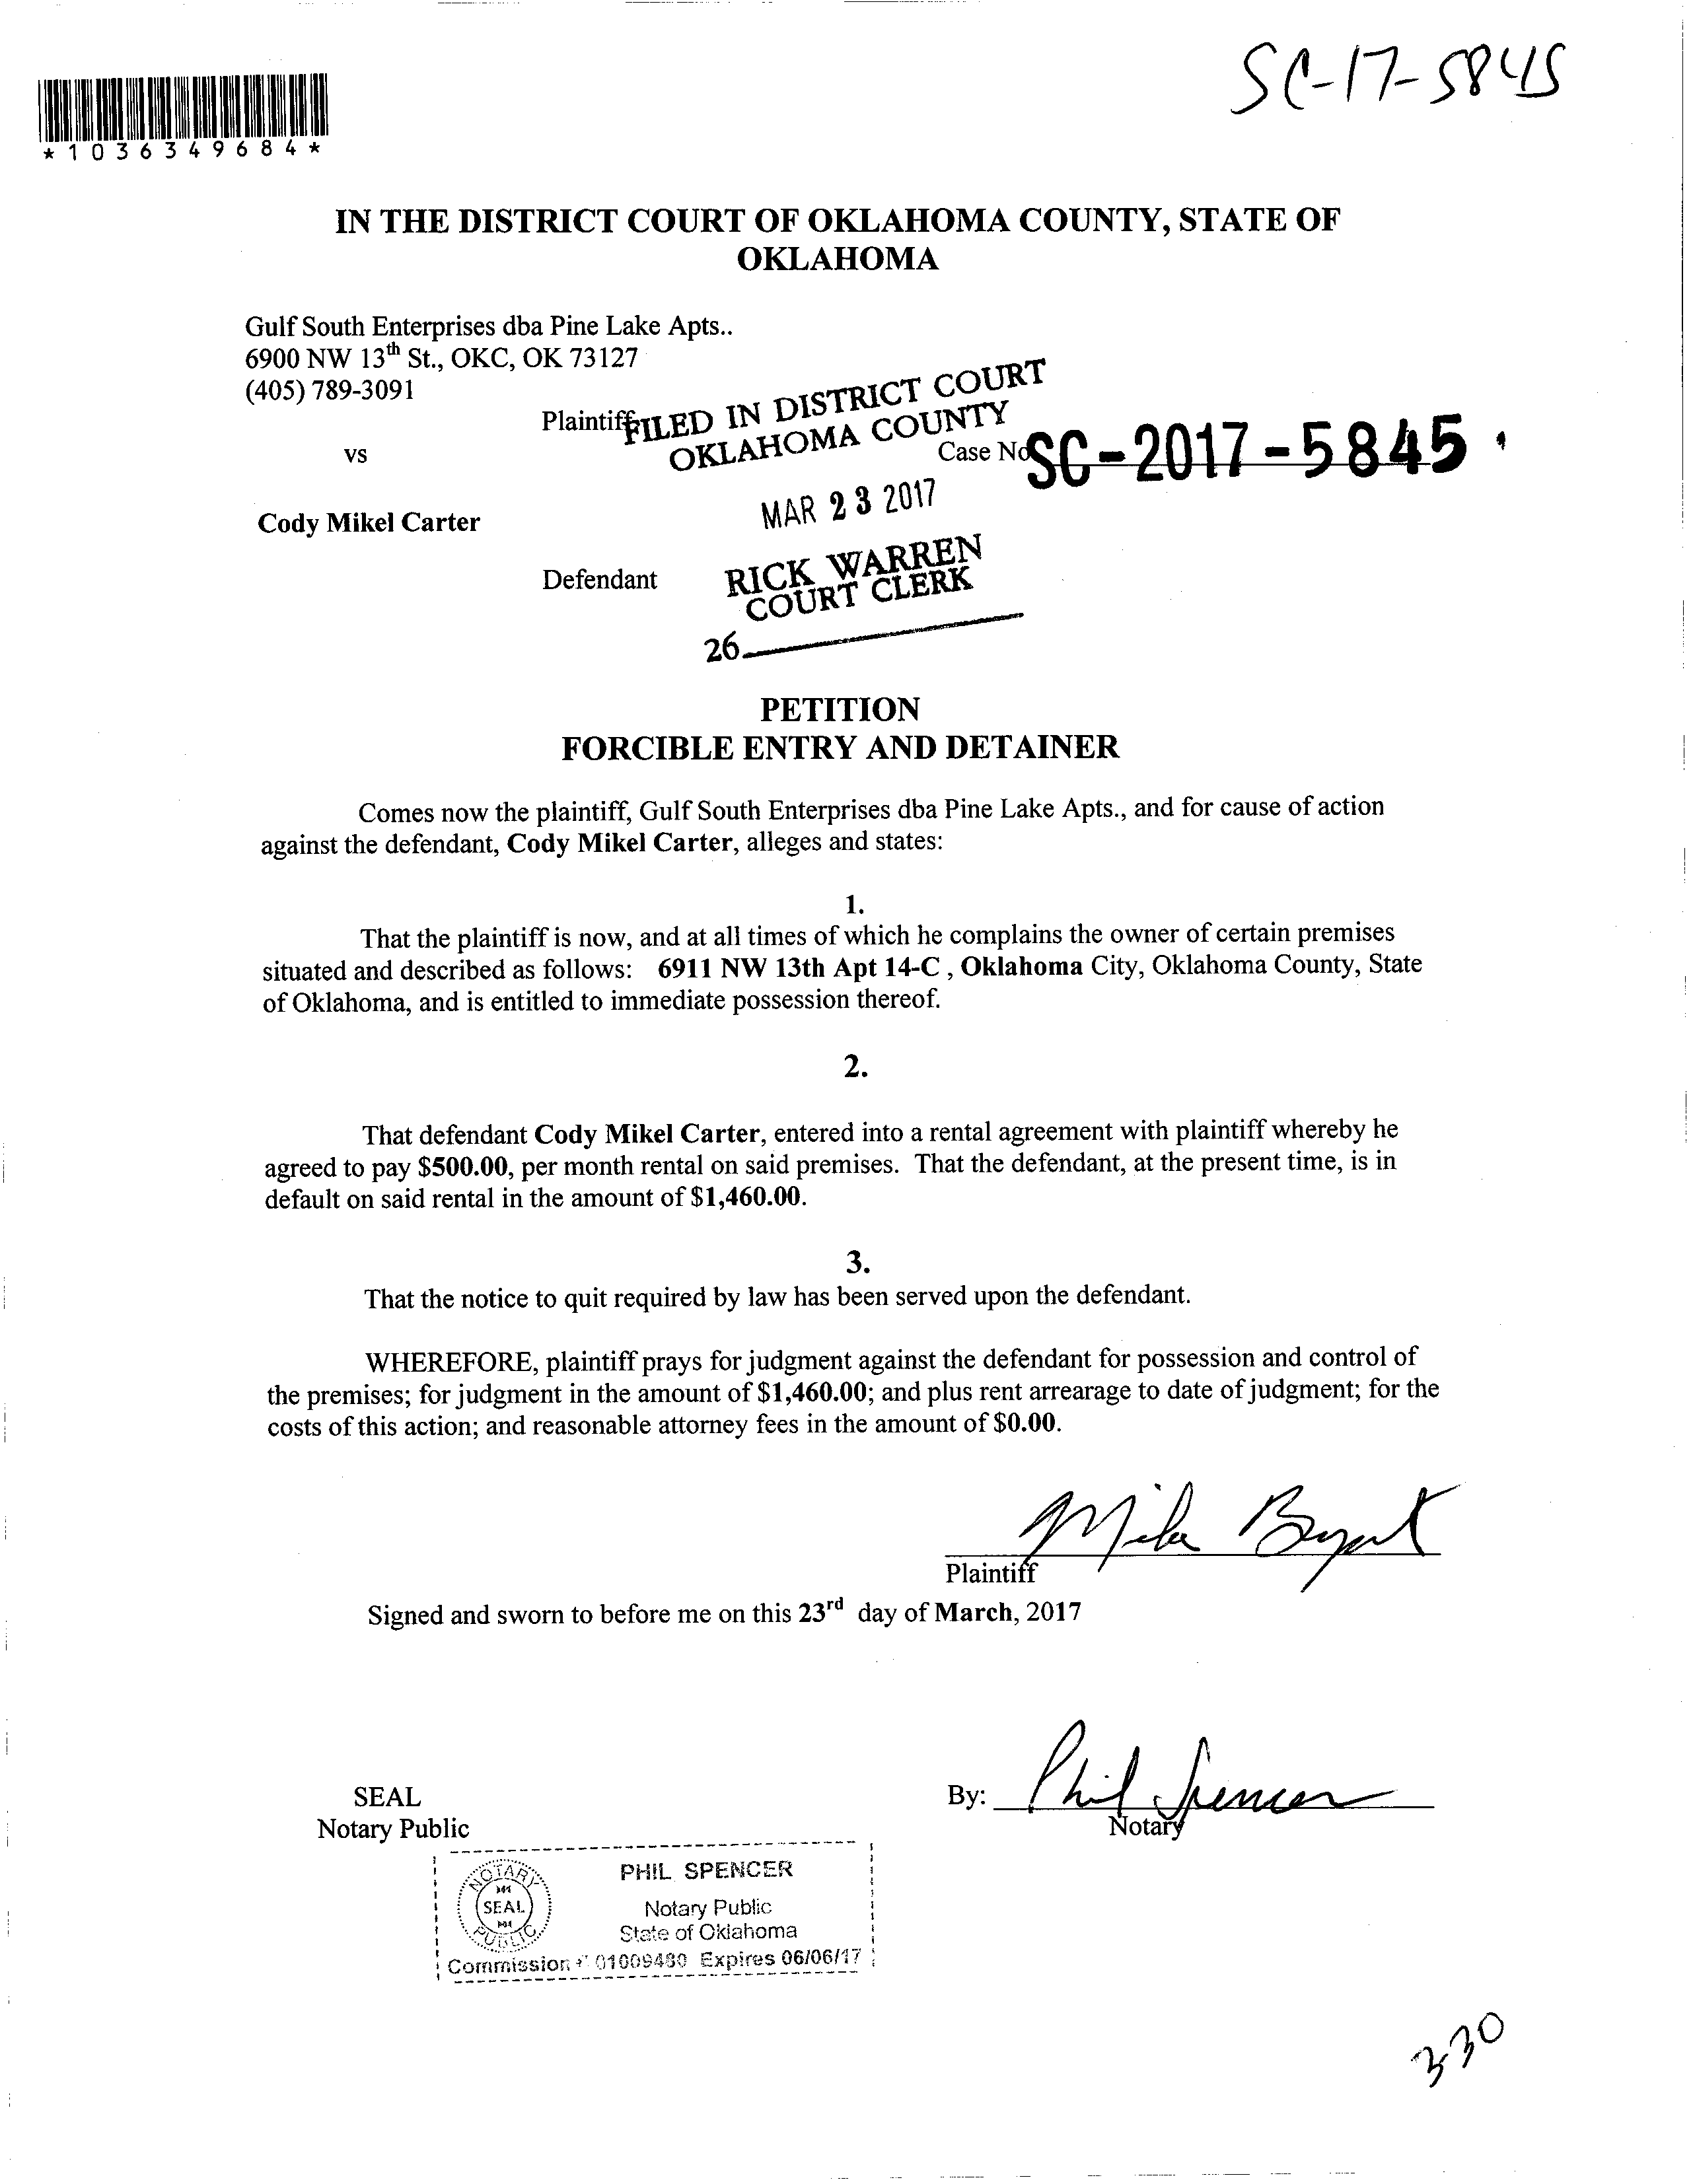 SC-17-5845
*1036349684*
IN THE DISTRICT COURT OF OKLAHOMA COUNTY, STATE OF
OKLAHOMA
Gulf South Enterprises dba Pine Lake Apts..
6900 NW 13th St., OKC, OK 73127
(405) 789-3091
Plaintiff
FILED IN DISTRICT COURT
OKLAHOMA COUNTY
vs
Case No
SC-2017-5845
MAR 23 2017
Cody Mikel Carter
RICK WARREN
COURT CLERK
Defendant
26
PETITION
FORCIBLE ENTRY AND DETAINER
Comes now the plaintiff, Gulf South Enterprises dba Pine Lake Apts., and for cause of action
against the defendant, Cody Mikel Carter, alleges and states:
1.
That the plaintiff is now, and at all times of which he complains the owner of certain premises
situated and described as follows: 6911 NW 13th Apt 14-C , Oklahoma City, Oklahoma County, State
of Oklahoma, and is entitled to immediate possession thereof.
2.
That defendant Cody Mikel Carter, entered into a rental agreement with plaintiff whereby he
agreed to pay $500.00, per month rental on said premises. That the defendant, at the present time, is in
default on said rental in the amount of $1,460.00.
3.
That the notice to quit required by law has been served upon the defendant.
WHEREFORE, plaintiff prays for judgment against the defendant for possession and control of
the premises; for judgment in the amount of $1,460.00; and plus rent arrearage to date of judgment; for the
costs of this action; and reasonable attorney fees in the amount of $0.00.
Plaintiff
Signed and sworn to before me on this 23rd day of March, 2017
SEAL
By: Phil Spencer
Notary Public
Notary
NOTARY
SEAL
PUBLIC
PHIL SPENCER
Notary Public
State of Oklahoma
Commission # 01009480 Expires 06/06/17
330